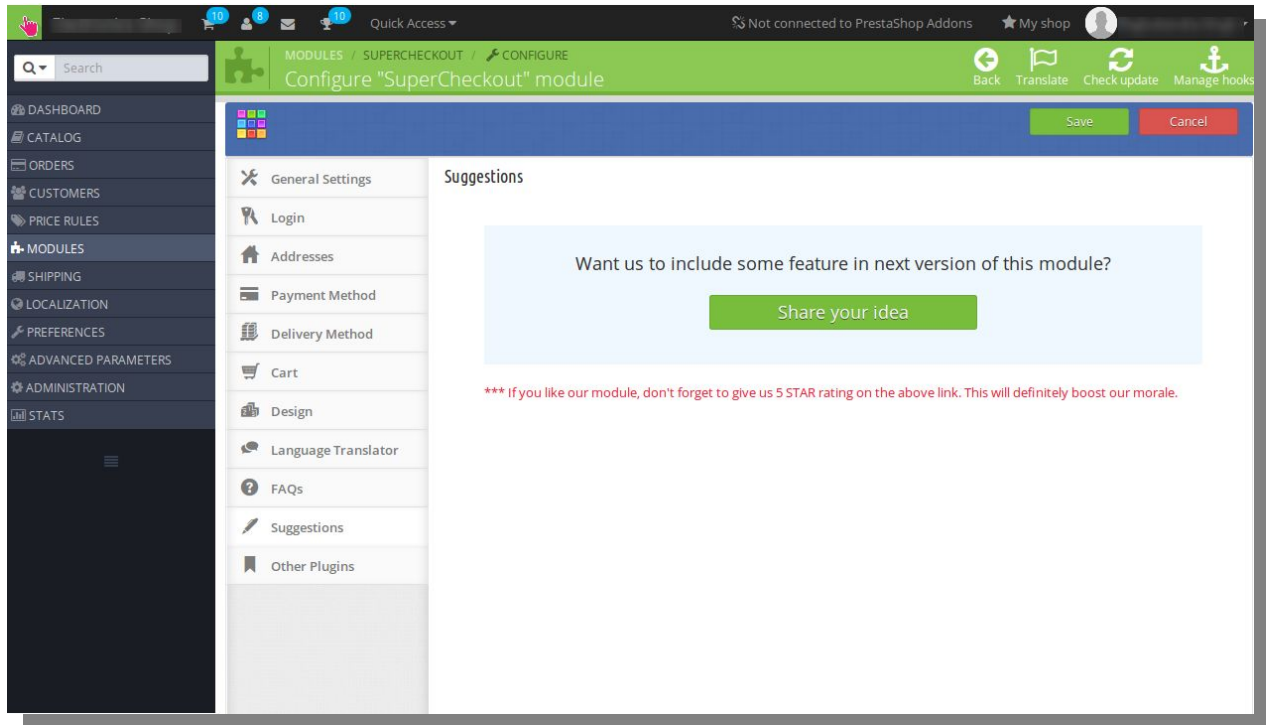 10
8
10
Quick Access
Not connected to PrestaShop Addons
My shop
Search
MODULES / SUPERCHECKOUT / CONFIGURE
Configure "SuperCheckout" module
Back
Translate
Check update
Manage hooks
DASHBOARD
CATALOG
ORDERS
CUSTOMERS
PRICE RULES
MODULES
SHIPPING
LOCALIZATION
PREFERENCES
ADVANCED PARAMETERS
ADMINISTRATION
STATS
Save
Cancel
General Settings
Login
Addresses
Payment Method
Delivery Method
Cart
Design
Language Translator
FAQs
Suggestions
Other Plugins
Suggestions
Want us to include some feature in next version of this module?
Share your idea
*** If you like our module, don't forget to give us 5 STAR rating on the above link. This will definitely boost our morale.